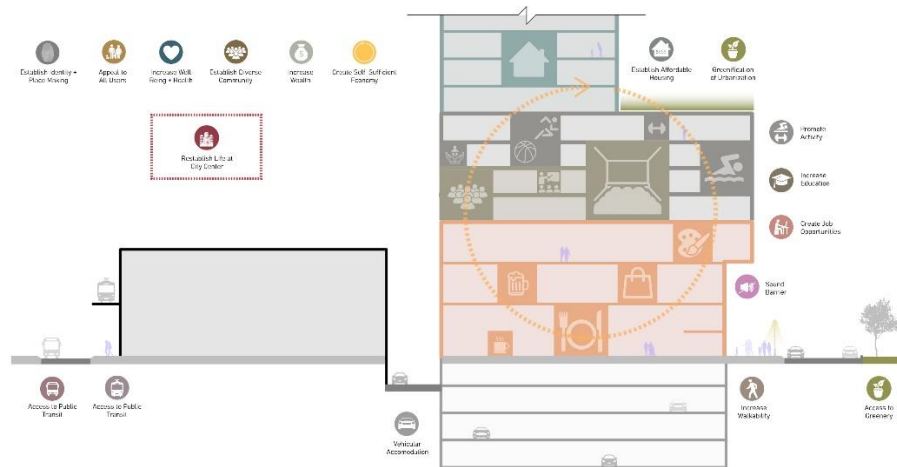 Establish Identity +
Place Making
Appeal to
All Users
Increase Well
Being + Health
Establish Diverse
Community
Increase
Wealth
Create Self-Sufficient
Economy
Establish Affordable
Housing
Greenification
of Urbanization
Restablish Life at
City Center
Promote
Activity
Increase
Education
Create Job
Opportunities
Sound
Barrier
Access to Public
Transit
Access to Public
Transit
Vehicular
Accomodation
Increase
Walkability
Access to
Greenery